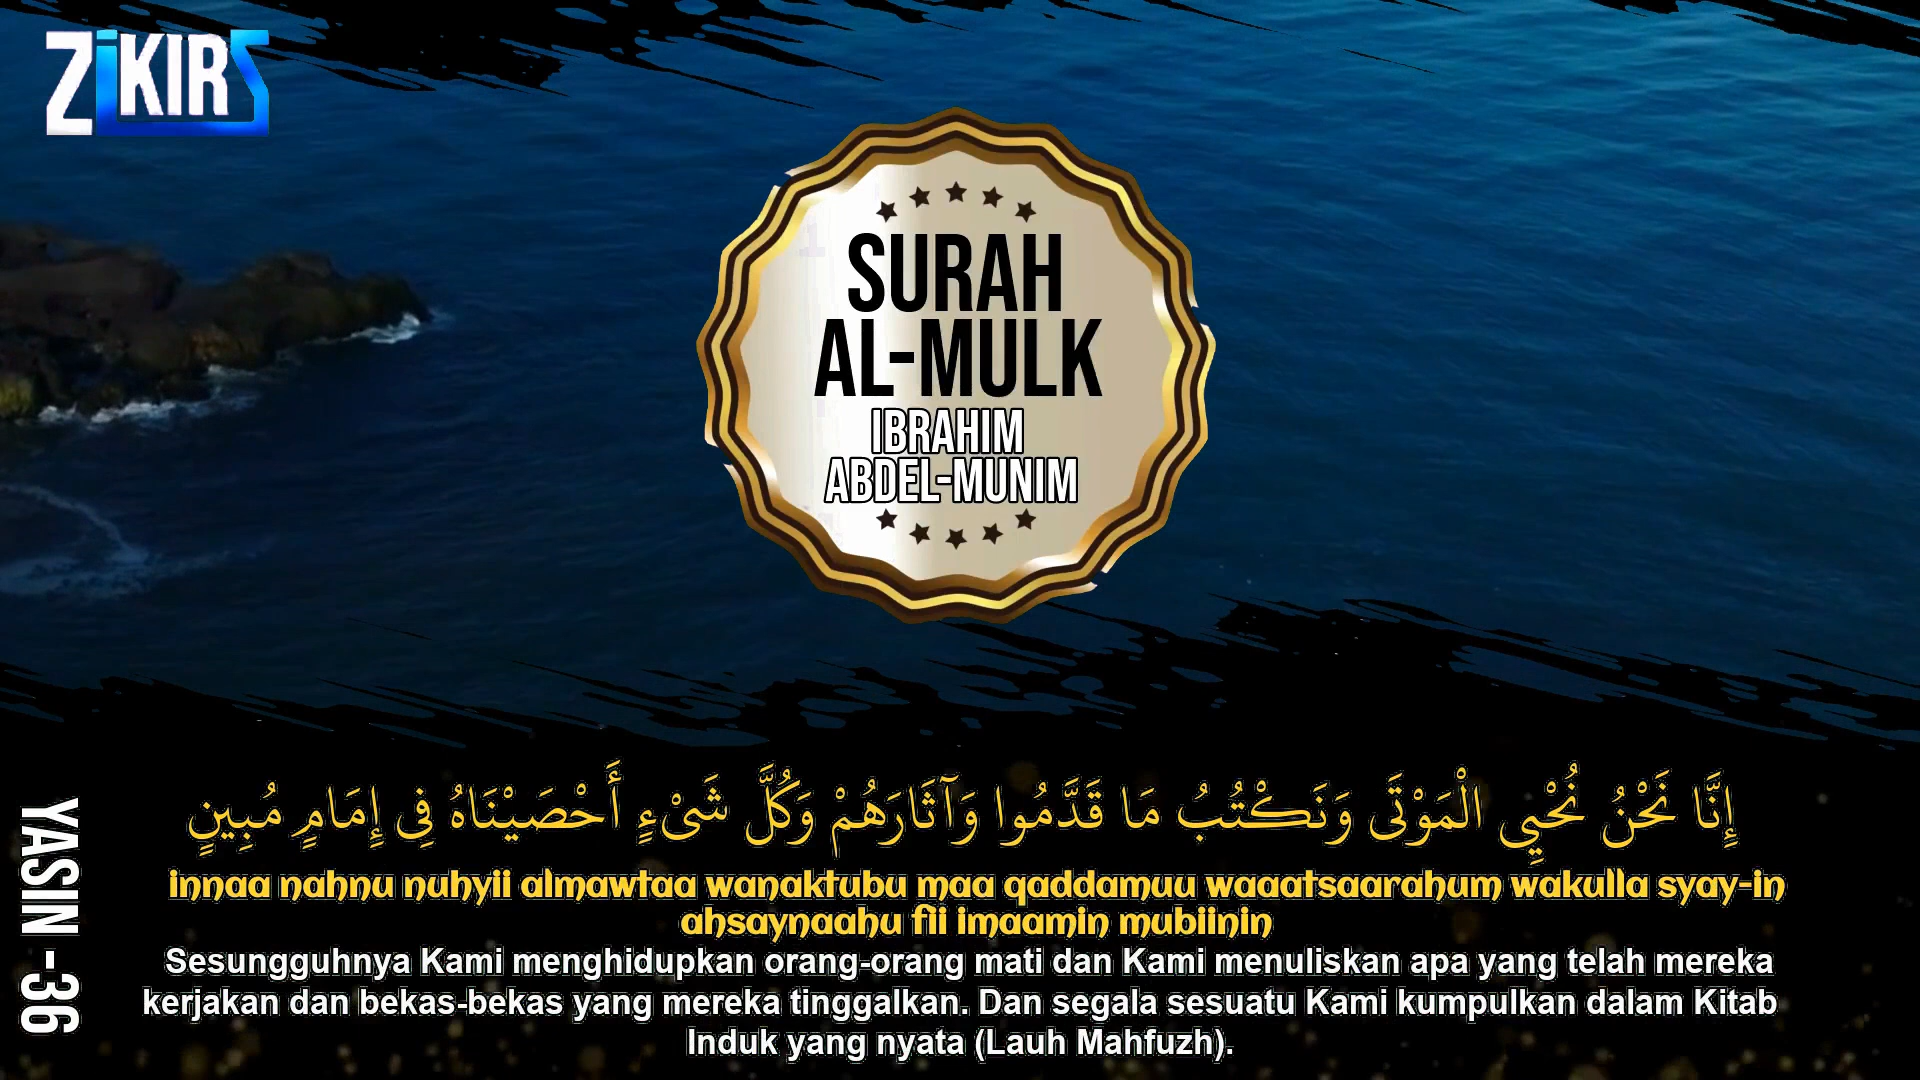 ZIKIRS
SURAH
AL-MULK
IBRAHIM
ABDEL-MUNIM
إِنَّا نَحْنُ نُحْيِي الْمَوْتَى وَنَكْتُبُ مَا قَدَّمُوا وَآثَارَهُمْ وَكُلَّ شَيْءٍ أَحْصَيْنَاهُ فِي إِمَامٍ مُبِينٍ
innaa nahnu nuhyii almawtaa wanaktubu maa qaddamuu waaatsaarahum wakulla syay-in
ahsaynaahu fii imaamin mubiinin
Sesungguhnya Kami menghidupkan orang-orang mati dan Kami menuliskan apa yang telah mereka
kerjakan dan bekas-bekas yang mereka tinggalkan. Dan segala sesuatu Kami kumpulkan dalam Kitab
Induk yang nyata (Lauh Mahfuzh).
YASIN -36